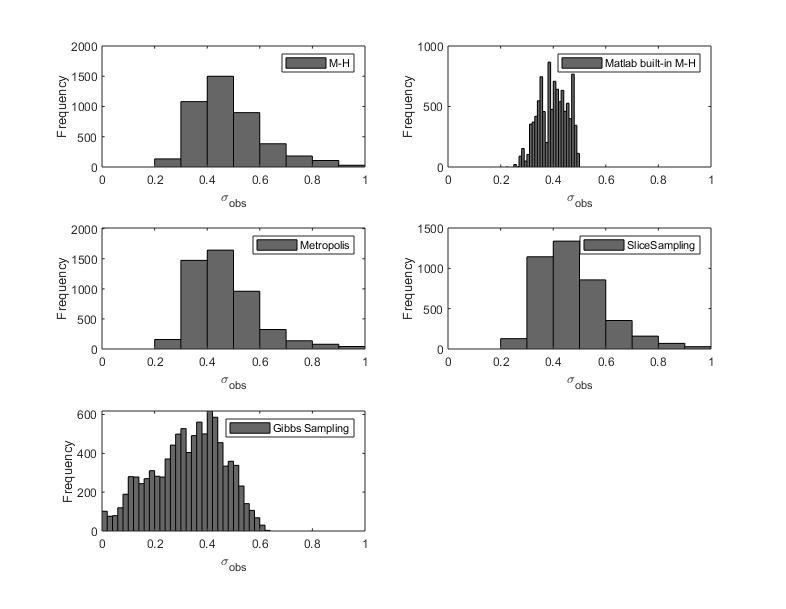 2000
1500
1000
500
0
Frequency
M-H
0 0.2 0.4 0.6 0.8 1
σobs
1000
500
0
Frequency
Matlab built-in M-H
0 0.2 0.4 0.6 0.8 1
σobs
2000
1500
1000
500
0
Frequency
Metropolis
0 0.2 0.4 0.6 0.8 1
σobs
1500
1000
500
0
Frequency
SliceSampling
0 0.2 0.4 0.6 0.8 1
σobs
600
400
200
0
Frequency
Gibbs Sampling
0 0.2 0.4 0.6 0.8 1
σobs